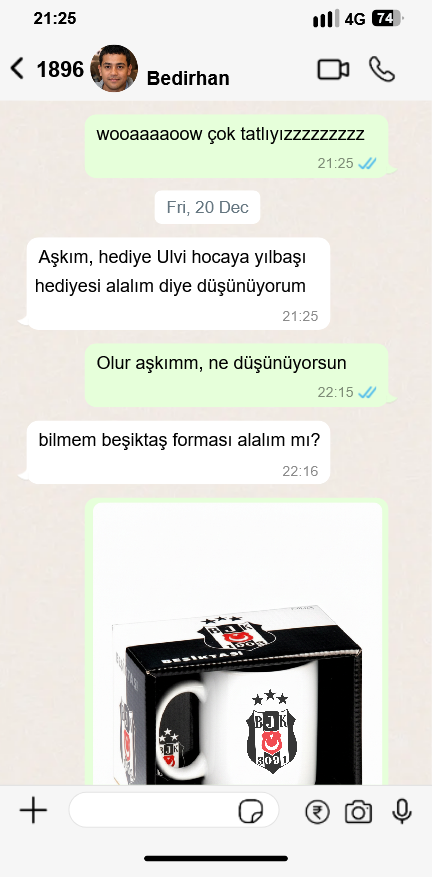 21:25
4G 74
1896 Bedirhan
wooaaaaoow çok tatlıyızzzzzzzzz
21:25
Fri, 20 Dec
Aşkım, hediye Ulvi hocaya yılbaşı
hediyesi alalım diye düşünüyorum
21:25
Olur aşkımm, ne düşünüyorsun
22:15
bilmem beşiktaş forması alalım mı?
22:16
BJK
BEŞİKTAŞ
BJK
BJK
₹